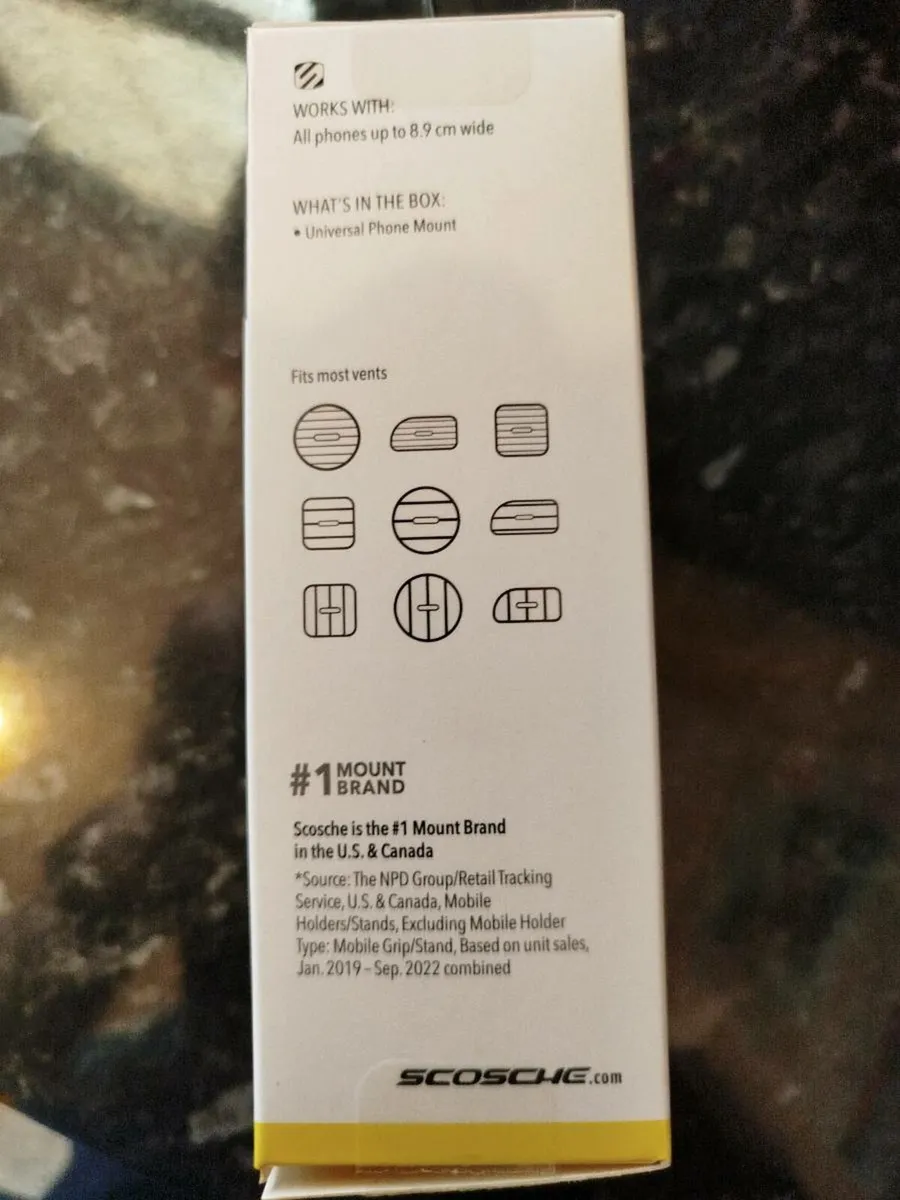 WORKS WITH:
All phones up to 8.9 cm wide
WHAT'S IN THE BOX:
• Universal Phone Mount
Fits most vents
#1 MOUNT
BRAND
Scosche is the #1 Mount Brand
in the U.S. & Canada
*Source: The NPD Group/Retail Tracking
Service, U.S. & Canada, Mobile
Holders/Stands, Excluding Mobile Holder
Type: Mobile Grip/Stand, Based on unit sales,
Jan. 2019 – Sep. 2022 combined
SCOSCHE.com